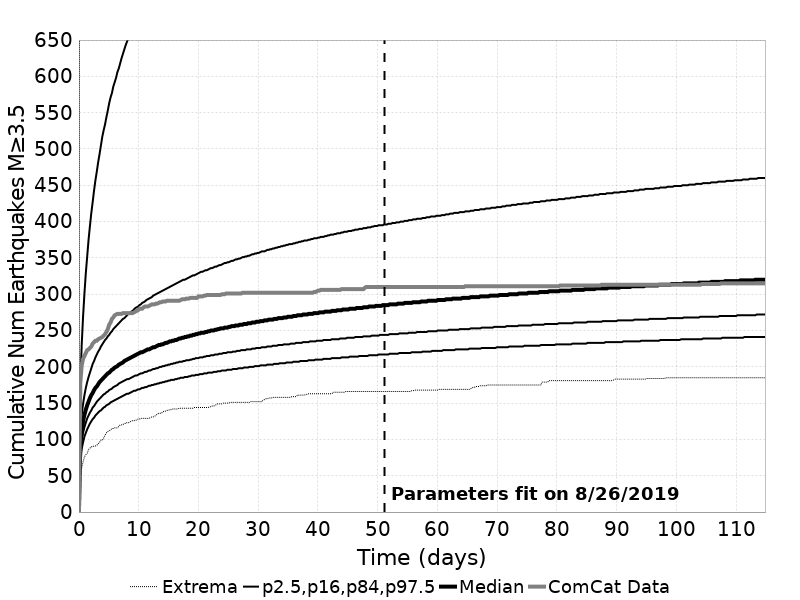 Cumulative Num Earthquakes M≥3.5
650
600
550
500
450
400
350
300
250
200
150
100
50
0
Parameters fit on 8/26/2019
0 10 20 30 40 50 60 70 80 90 100 110
Time (days)
Extrema p2.5,p16,p84,p97.5 Median ComCat Data